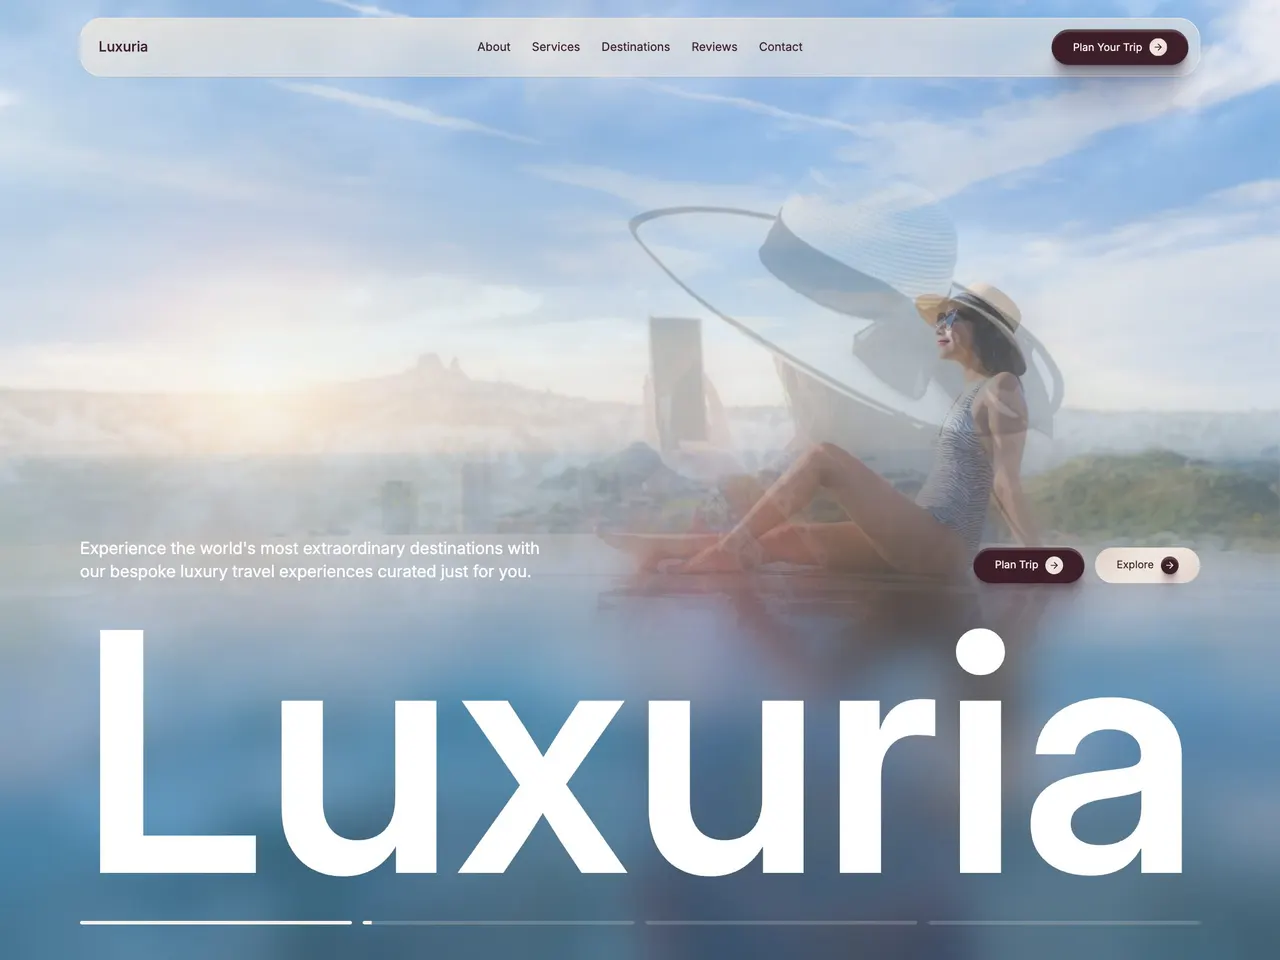 Luxuria
About
Services
Destinations
Reviews
Contact
Plan Your Trip
Experience the world's most extraordinary destinations with
our bespoke luxury travel experiences curated just for you.
Plan Trip
Explore
Luxuria